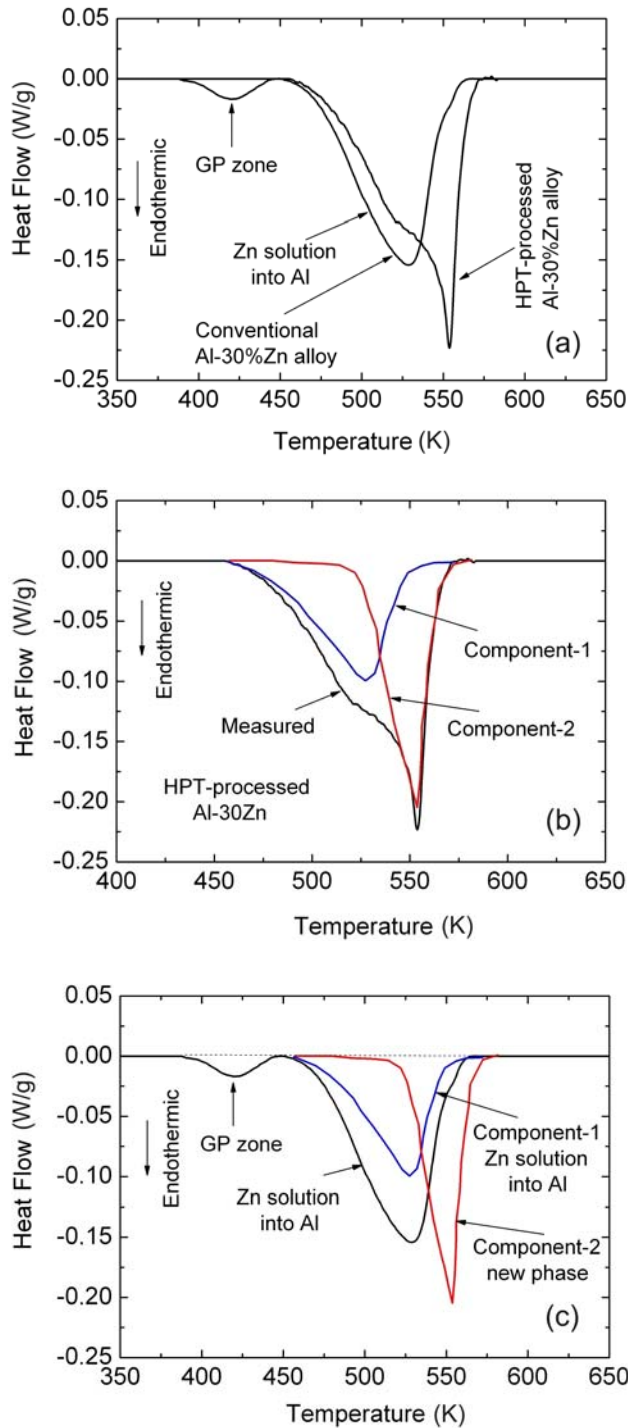 0.05
0.00
-0.05
-0.10
-0.15
-0.20
-0.25
Heat Flow (W/g)
Endothermic
GP zone
Zn solution
into Al
Conventional
Al-30%Zn alloy
HPT-processed
Al-30%Zn alloy
(a)
350 400 450 500 550 600 650
Temperature (K)
0.05
0.00
-0.05
-0.10
-0.15
-0.20
-0.25
Heat Flow (W/g)
Endothermic
Component-1
Measured
Component-2
HPT-processed
Al-30Zn
(b)
400 450 500 550 600 650
Temperature (K)
0.05
0.00
-0.05
-0.10
-0.15
-0.20
-0.25
Heat Flow (W/g)
Endothermic
GP zone
Zn solution
into Al
Component-1
Zn solution
into Al
Component-2
new phase
(c)
350 400 450 500 550 600 650
Temperature (K)